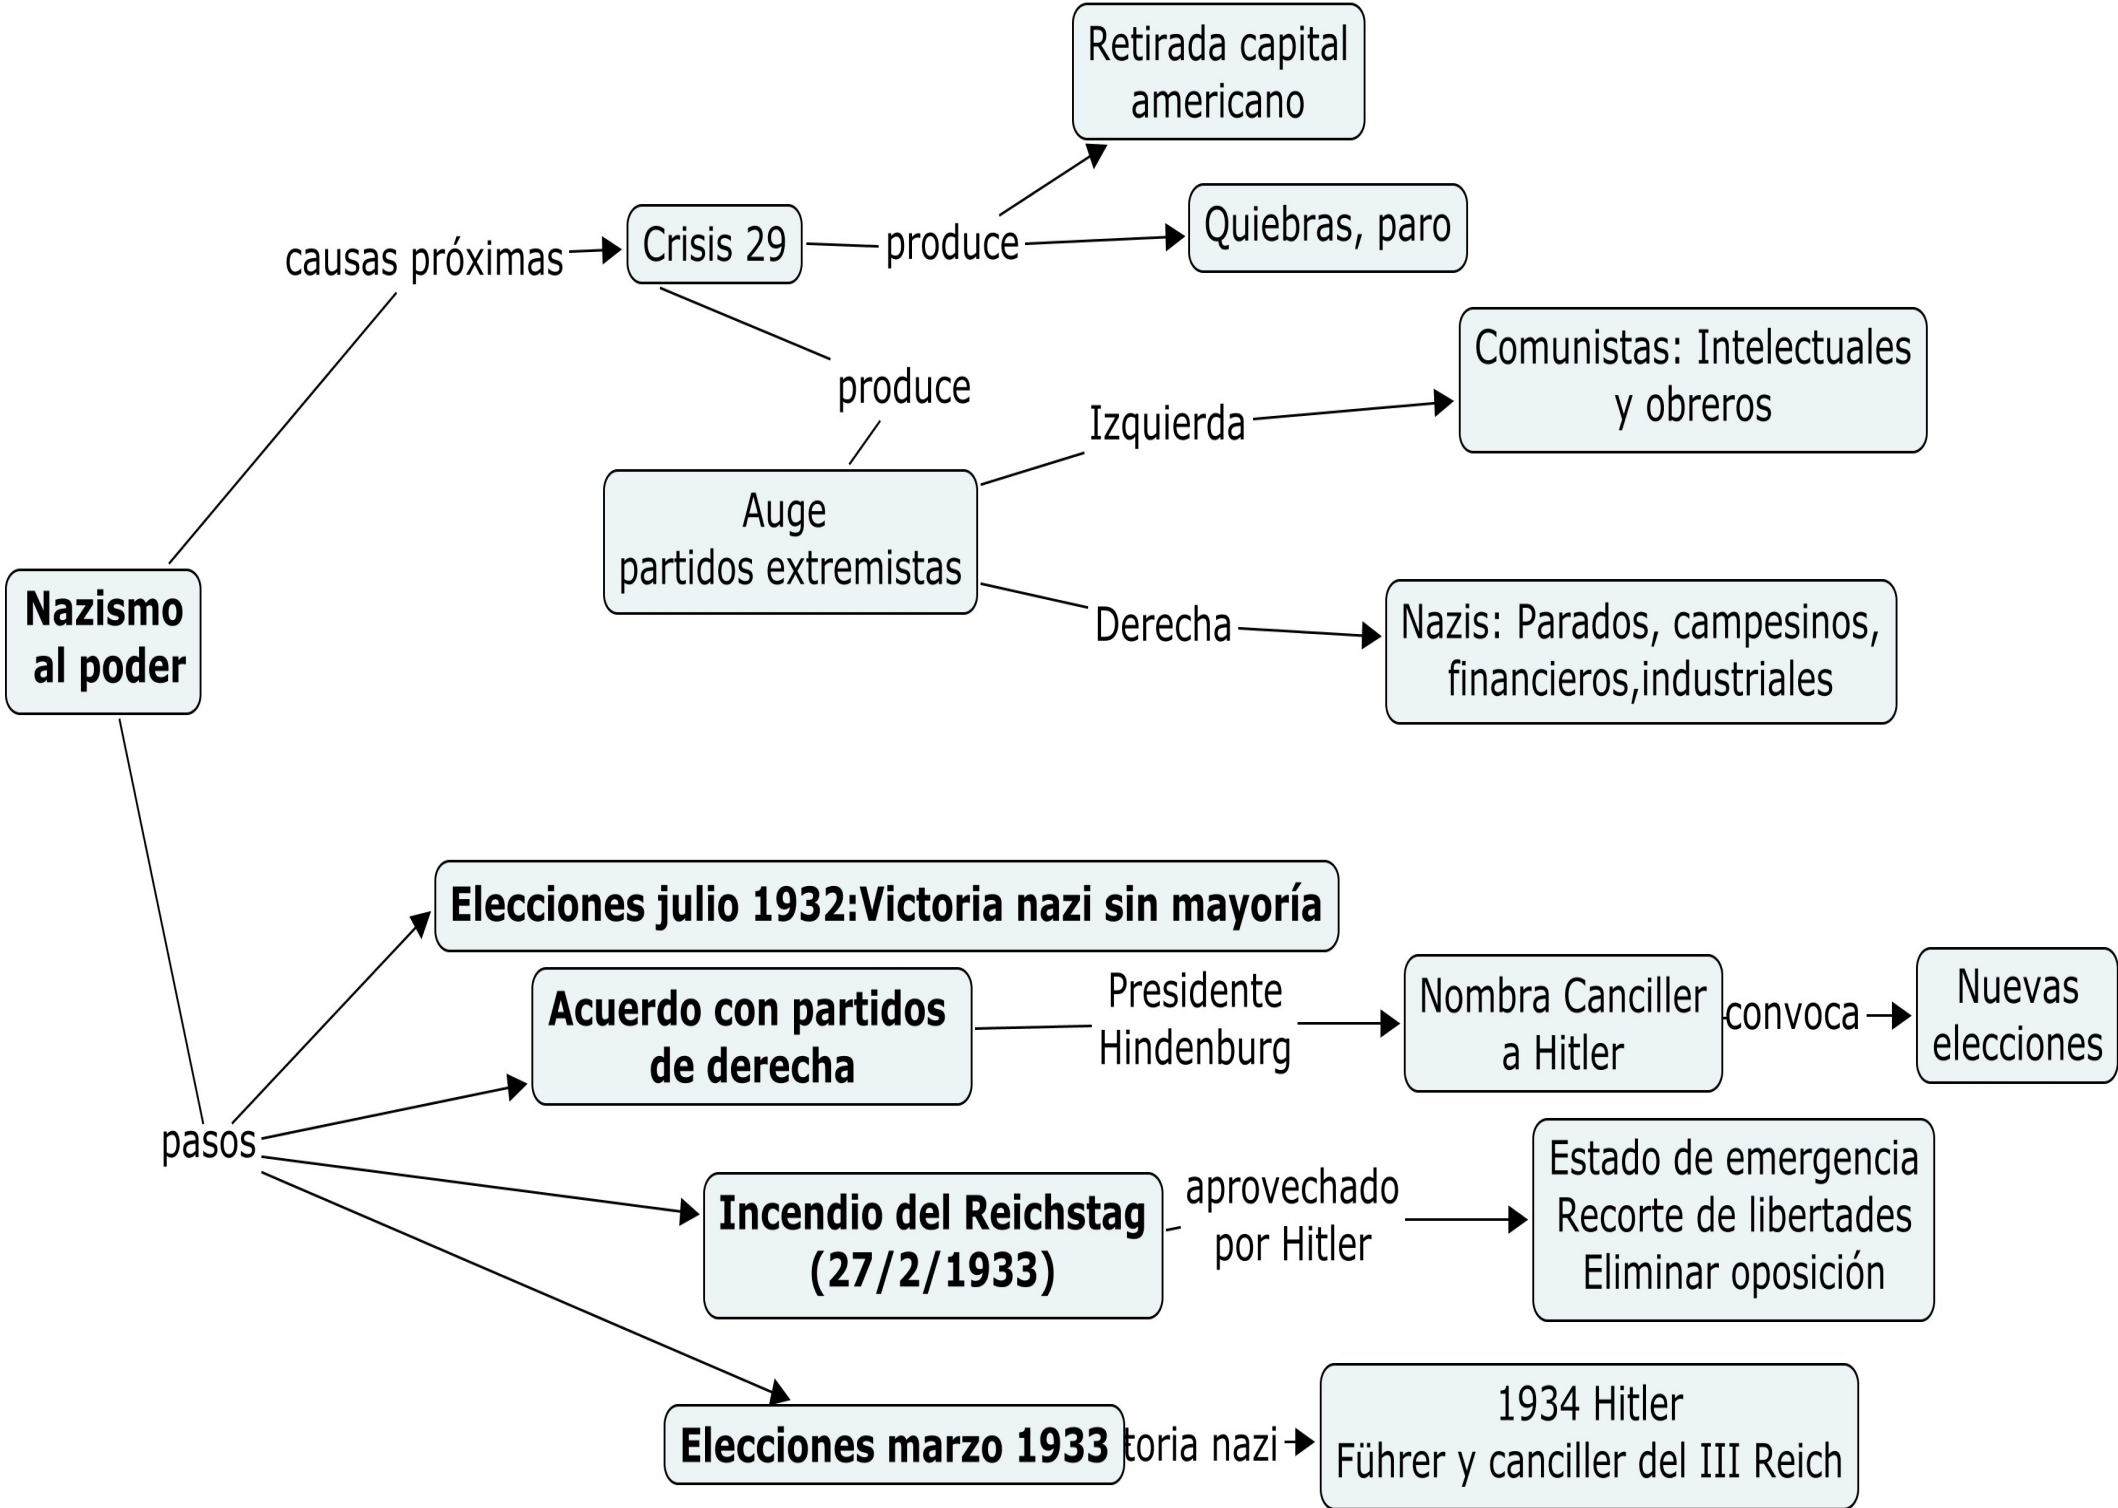 Retirada capital
americano
causas próximas
Crisis 29
produce
Quiebras, paro
produce
Auge
partidos extremistas
Izquierda
Comunistas: Intelectuales
y obreros
Derecha
Nazis: Parados, campesinos,
financieros,industriales
Nazismo
al poder
pasos
Elecciones julio 1932:Victoria nazi sin mayoría
Acuerdo con partidos
de derecha
Presidente
Hindenburg
Nombra Canciller
a Hitler
convoca
Nuevas
elecciones
Incendio del Reichstag
(27/2/1933)
aprovechado
por Hitler
Estado de emergencia
Recorte de libertades
Eliminar oposición
Elecciones marzo 1933
toria nazi
1934 Hitler
Führer y canciller del III Reich